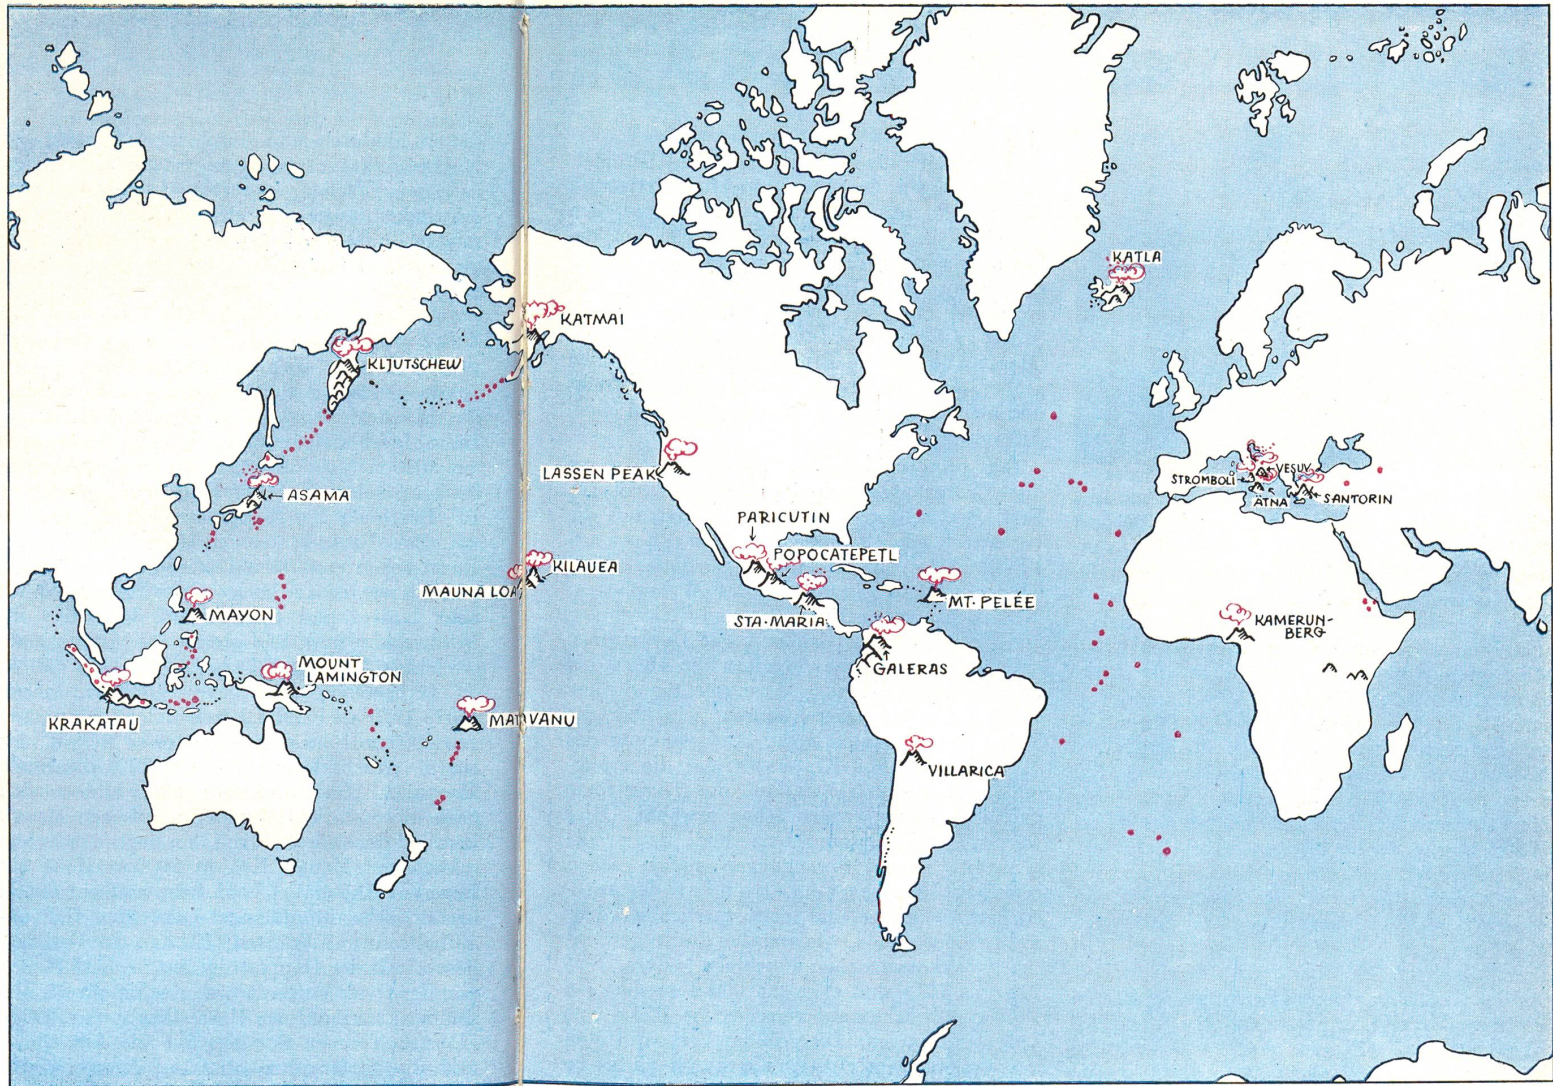 KATLA
KATMAI
KLJUTSCHEW
LASSEN PEAK
VESUV
STROMBOLI
ÄTNA
SANTORIN
ASAMA
PARICUTIN
POPOCATEPETL
KILAUEA
MAUNA LOA
MT. PELÉE
MAYON
STA. MARIA
KAMERUN-
BERG
MOUNT
LAMINGTON
GALERAS
KRAKATAU
MATAVANU
VILLARICA